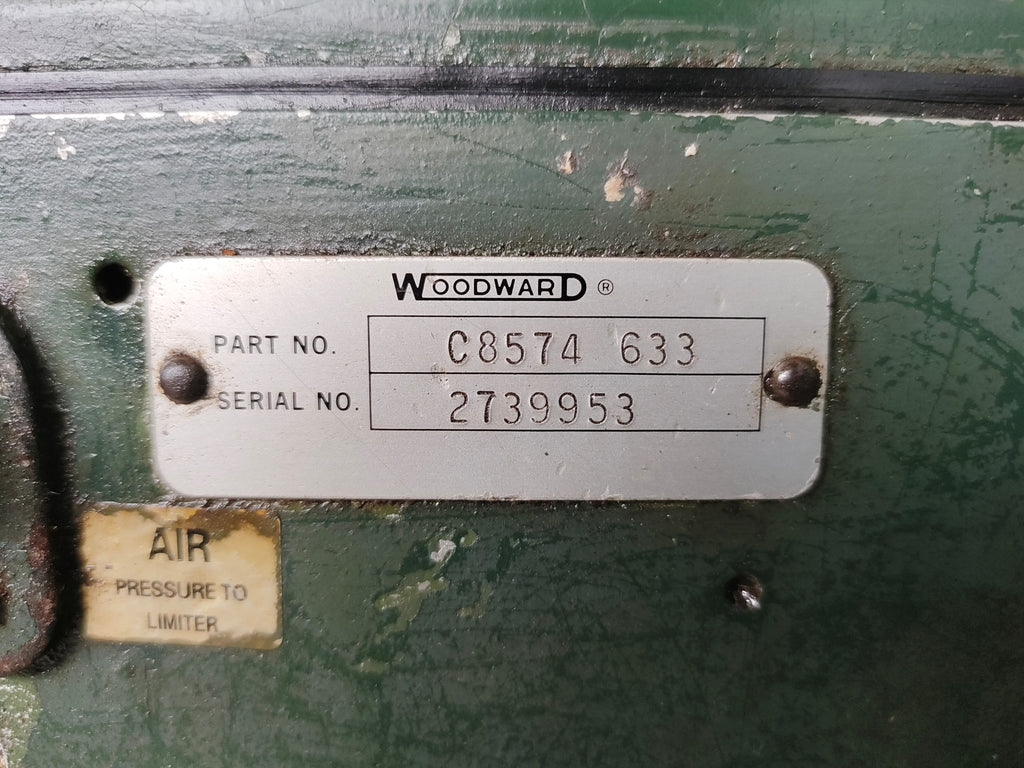 WOODWARD ®
PART NO. C8574 633
SERIAL NO. 2739953
AIR
PRESSURE TO
LIMITER